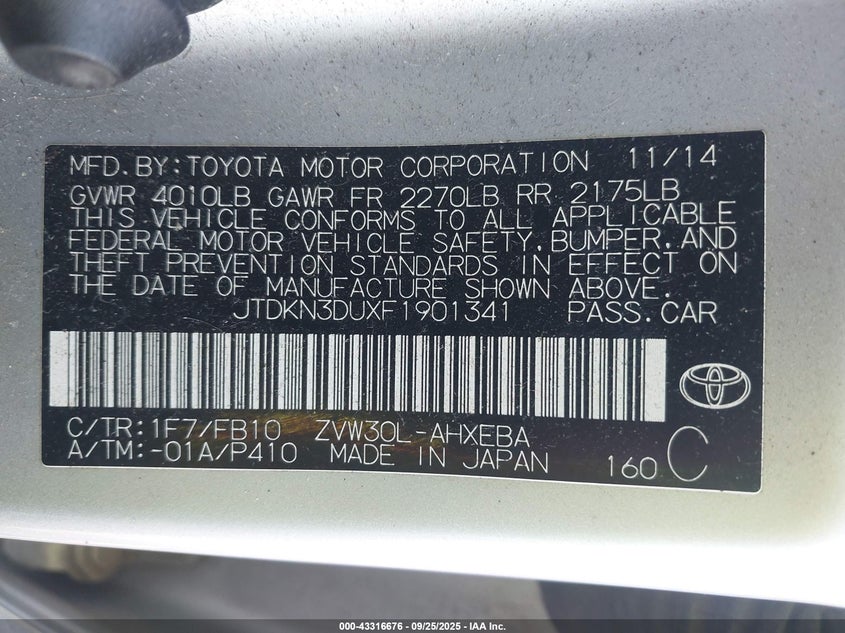 MFD.BY:TOYOTA MOTOR CORPORATION 11/14
GVWR 4010LB GAWR FR 2270LB RR 2175LB
THIS VEHICLE CONFORMS TO ALL APPLICABLE
FEDERAL MOTOR VEHICLE SAFETY,BUMPER,AND
THEFT PREVENTION STANDARDS IN EFFECT ON
THE DATE OF MANUFACTURE SHOWN ABOVE.
JTDKN3DUXF1901341 PASS.CAR
C/TR:1F7/FB10 ZVW30L-AHXEBA
A/TM:-01A/P410 MADE IN JAPAN 160 C
000-43316676 - 09/25/2025 - IAA Inc.